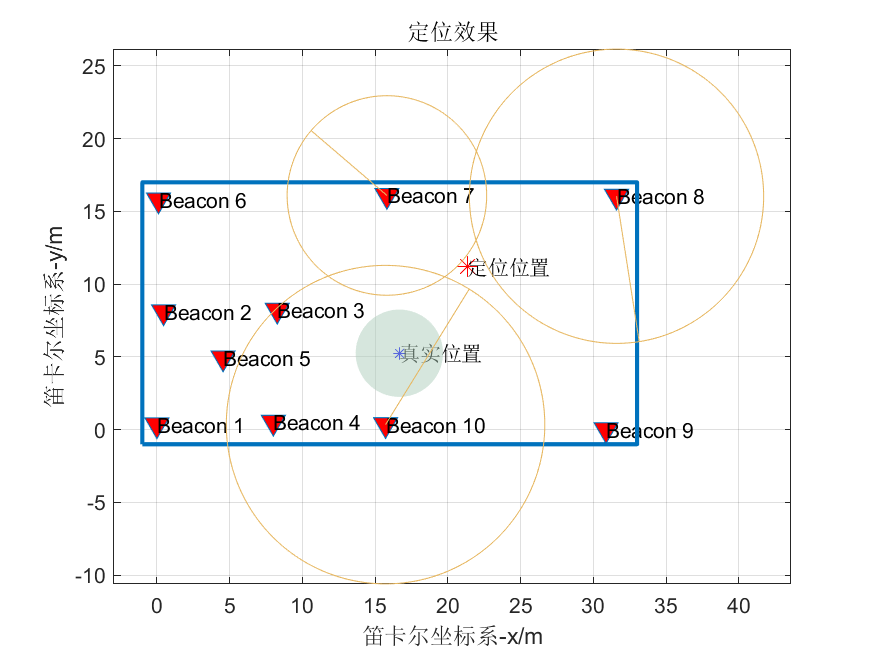 定位效果
25
20
15
10
5
0
-5
-10
笛卡尔坐标系-y/m
Beacon 6
Beacon 7
Beacon 8
定位位置
Beacon 2
Beacon 3
Beacon 5
真实位置
Beacon 1
Beacon 4
Beacon 10
Beacon 9
0 5 10 15 20 25 30 35 40
笛卡尔坐标系-x/m